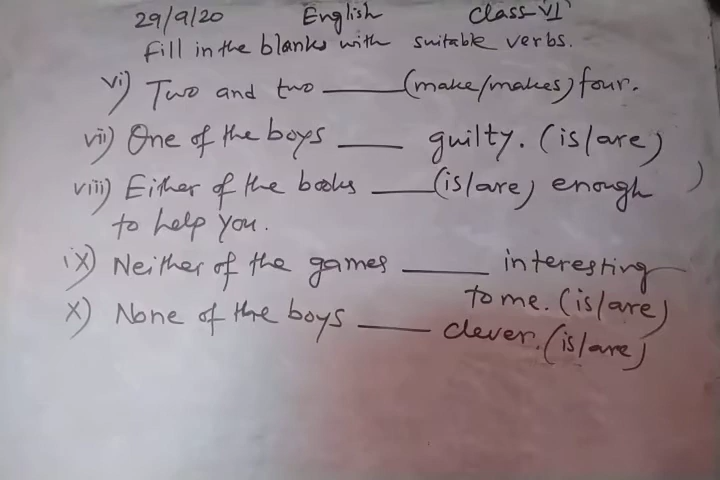 29/9/20 English Class-VI
Fill in the blanks with suitable verbs.
vi) Two and two ______ (make/makes) four.
vii) One of the boys ____ guilty. (is/are)
viii) Either of the books ____ (is/are) enough
to help you.
ix) Neither of the games ______ interesting
to me. (is/are)
x) None of the boys _____ clever. (is/are)